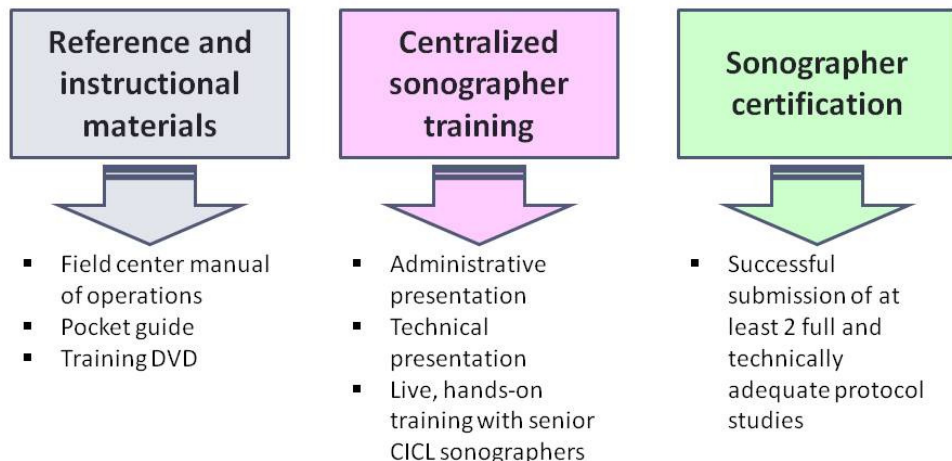 Reference and
instructional
materials
▪ Field center manual
of operations
▪ Pocket guide
▪ Training DVD
Centralized
sonographer
training
▪ Administrative
presentation
▪ Technical
presentation
▪ Live, hands-on
training with senior
CICL sonographers
Sonographer
certification
▪ Successful
submission of at
least 2 full and
technically
adequate protocol
studies